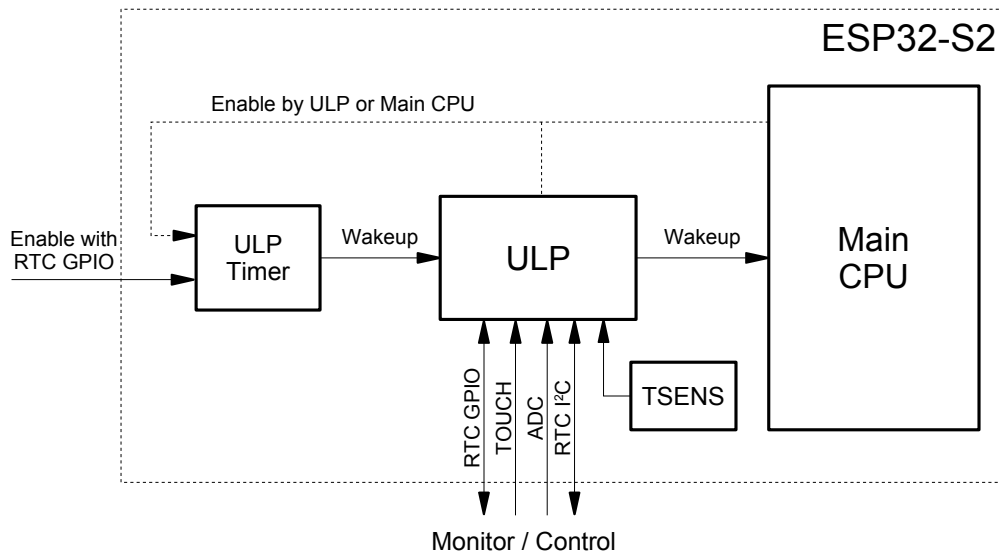 ESP32-S2
Enable by ULP or Main CPU
Enable with
RTC GPIO
ULP
Timer
Wakeup
ULP
Wakeup
Main
CPU
TSENS
RTC GPIO
TOUCH
ADC
RTC I²C
Monitor / Control